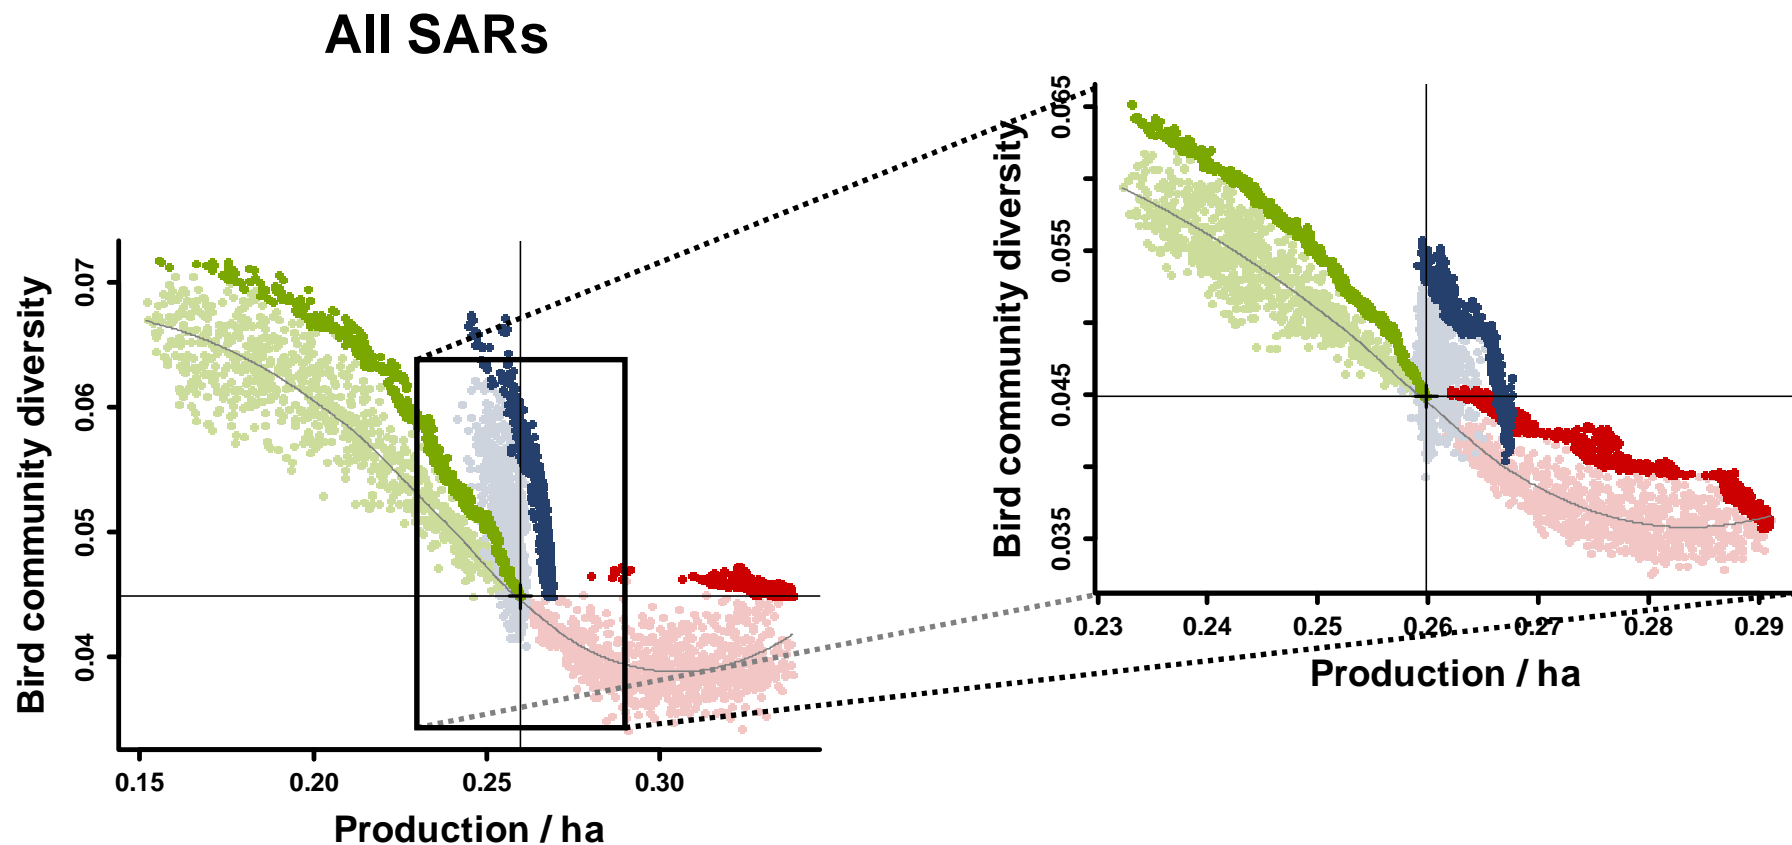 All SARs
Bird community diversity
0.07
0.06
0.05
0.04
0.15 0.20 0.25 0.30
Production / ha
Bird community diversity
0.065
0.055
0.045
0.035
0.23 0.24 0.25 0.26 0.27 0.28 0.29
Production / ha